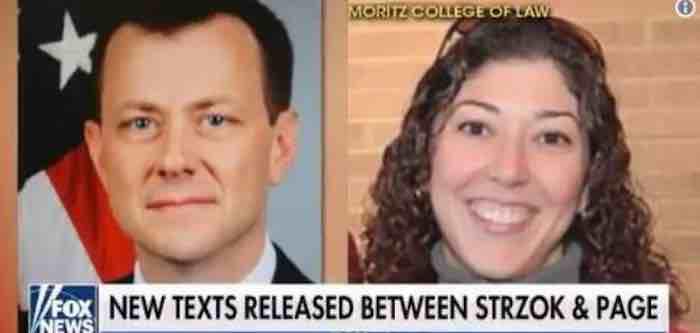 MORITZ COLLEGE OF LAW
FOX
NEWS
NEW TEXTS RELEASED BETWEEN STRZOK & PAGE